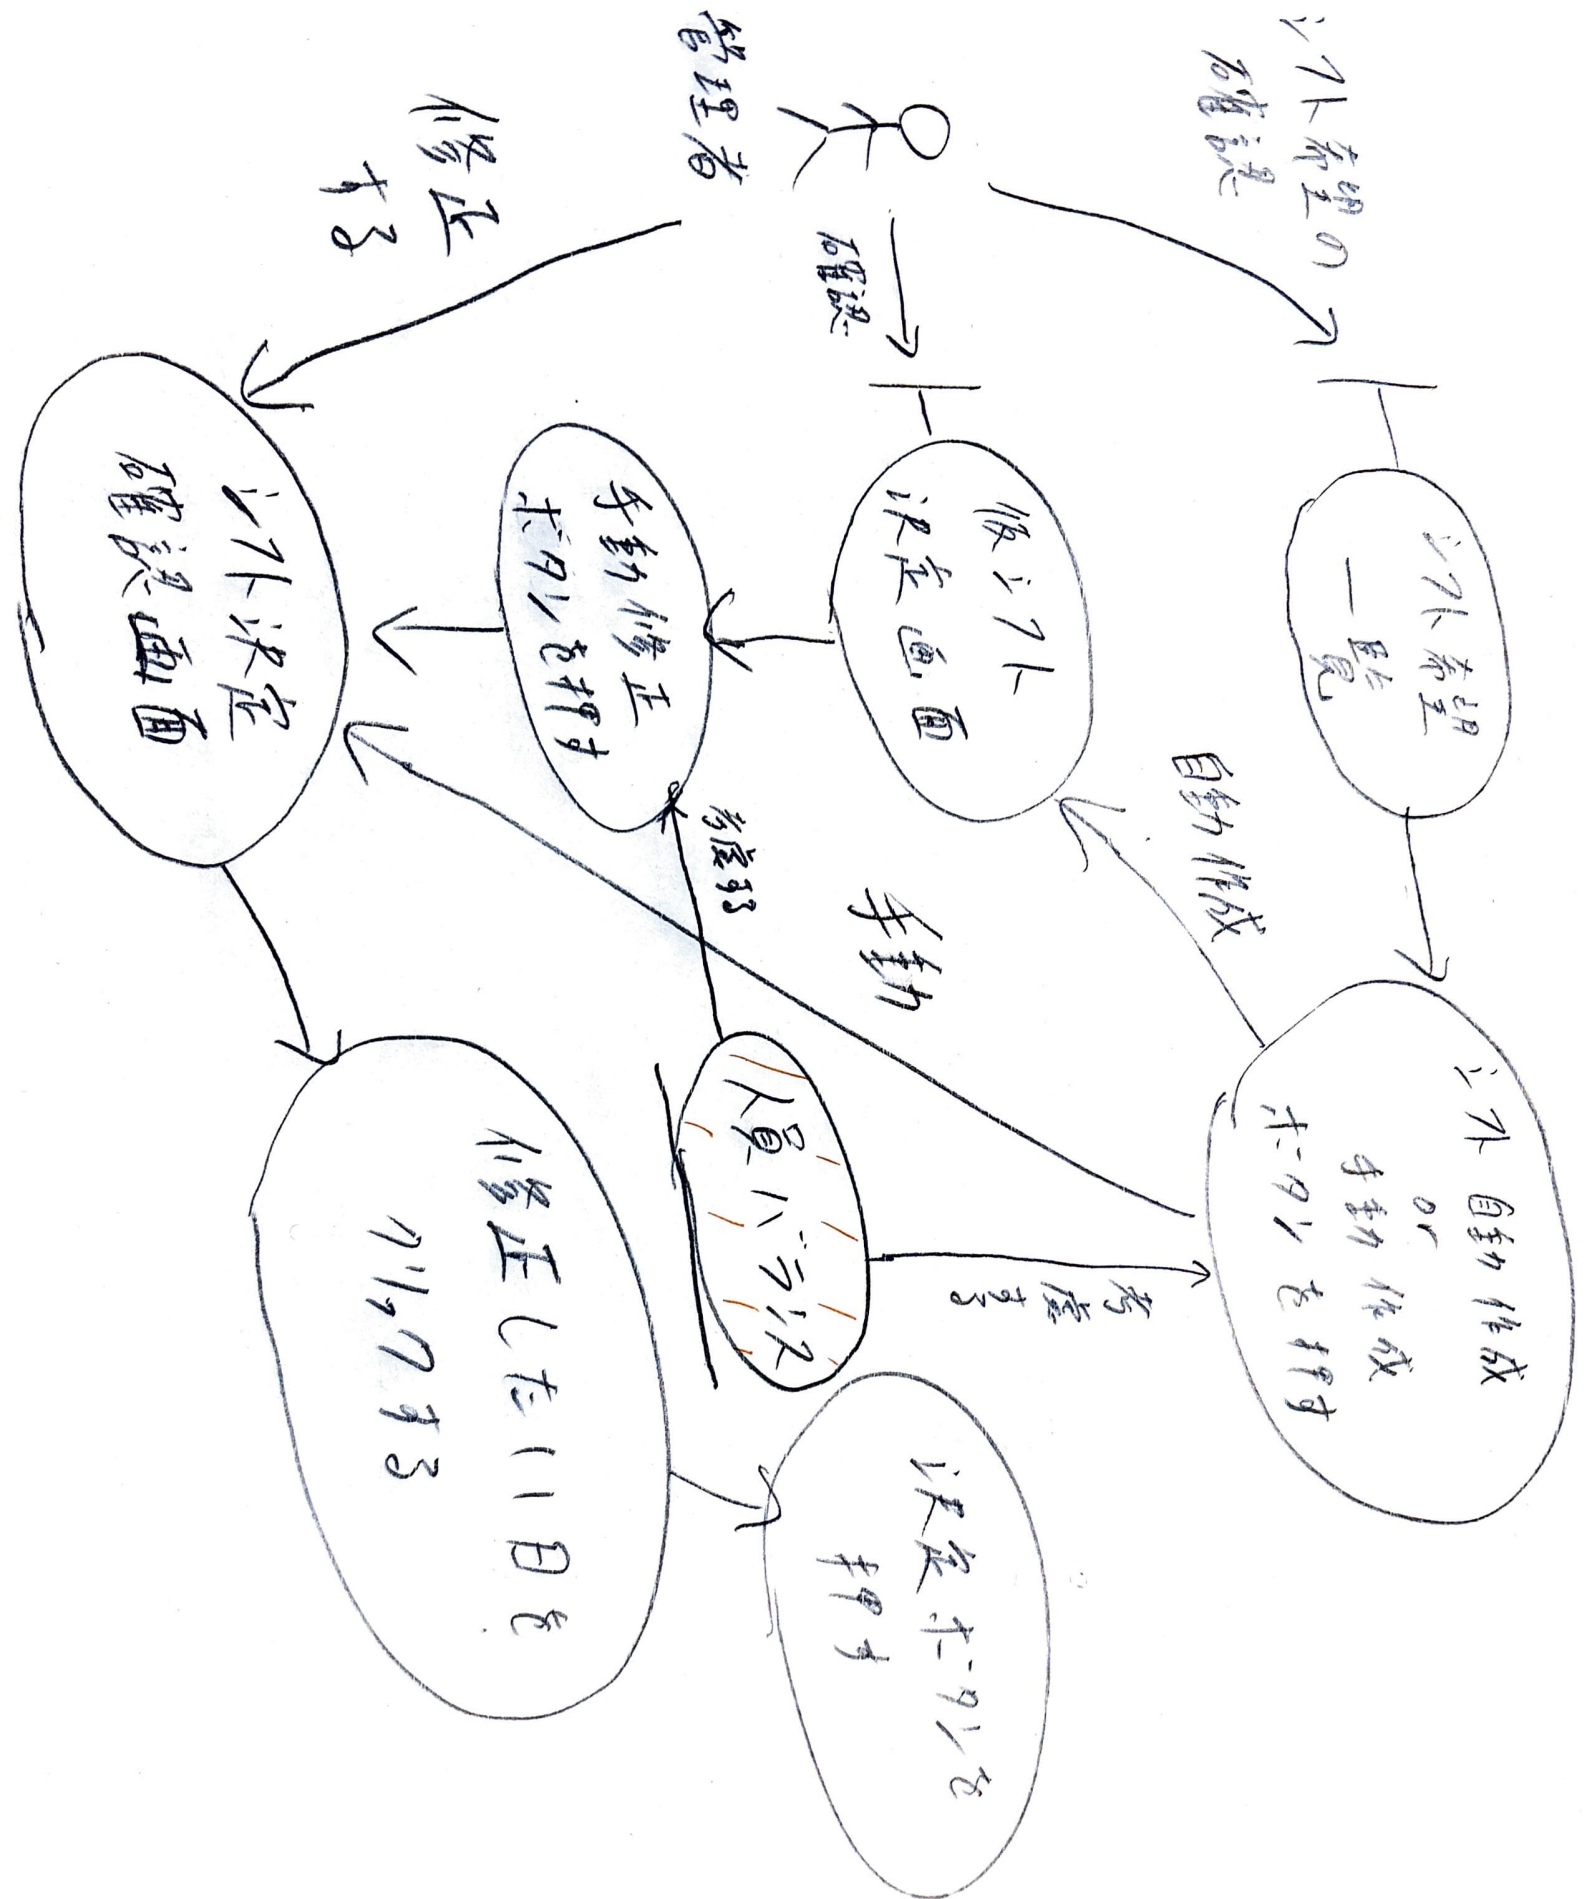 シフト希望の
確認
シフト希望
一覧
シフト自動作成
or
手動作成
ボタンを押す
自動作成
管理者
確認
仮シフト
決定画面
手動
考慮
する
決定ボタンを
押す
人員バランス
考慮する
手動修正
ボタンを押す
修正
する
シフト決定
確認画面
修正したい日を
クリックする